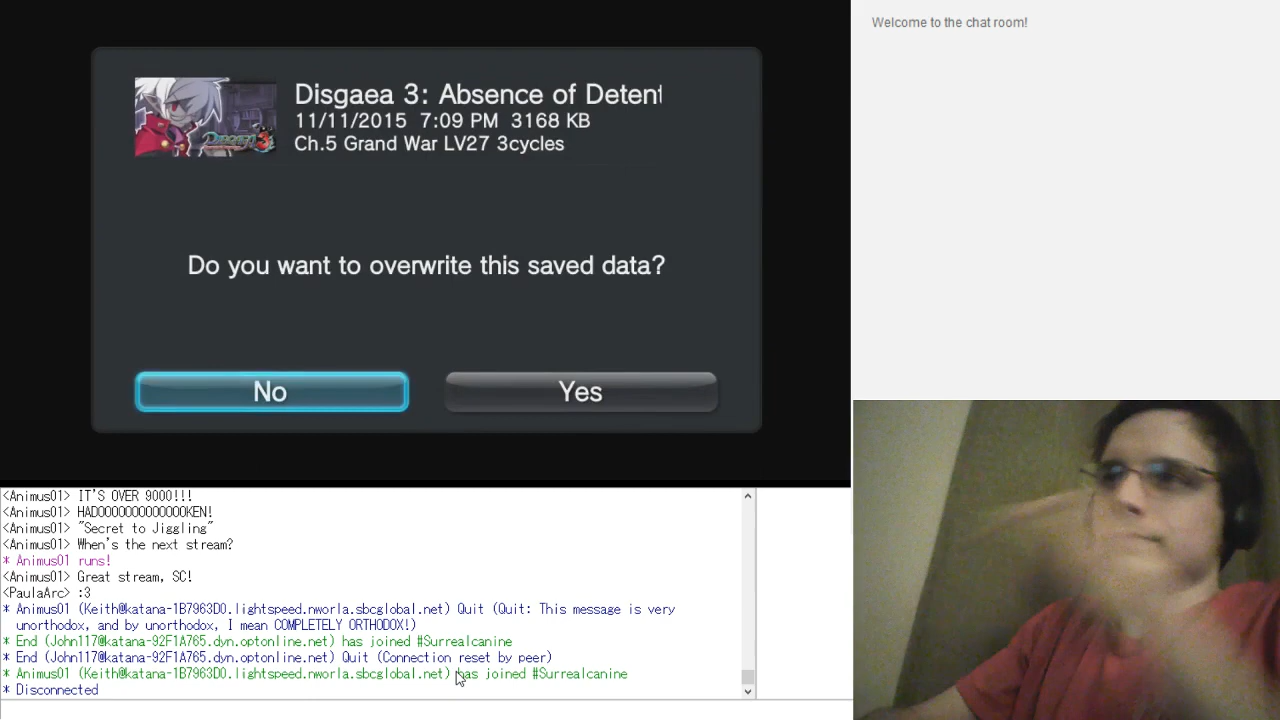 Welcome to the chat room!
Disgaea 3: Absence of Detent
11/11/2015 7:09 PM 3168 KB
Ch.5 Grand War LV27 3cycles
DISGAEA 3
Do you want to overwrite this saved data?
No
Yes
<Animus01> IT'S OVER 9000!!!
<Animus01> HADOOOOOOOOOOOOKEN!
<Animus01> "Secret to Jiggling"
<Animus01> When's the next stream?
* Animus01 runs!
<Animus01> Great stream, SC!
<PaulaArc> :3
* Animus01 (Keith@katana-1B7963D0.lightspeed.nworla.sbcglobal.net) Quit (Quit: This message is very
unorthodox, and by unorthodox, I mean COMPLETELY ORTHODOX!)
* End (John117@katana-92F1A765.dyn.optonline.net) has joined #Surrealcanine
* End (John117@katana-92F1A765.dyn.optonline.net) Quit (Connection reset by peer)
* Animus01 (Keith@katana-1B7963D0.lightspeed.nworla.sbcglobal.net) has joined #Surrealcanine
* Disconnected